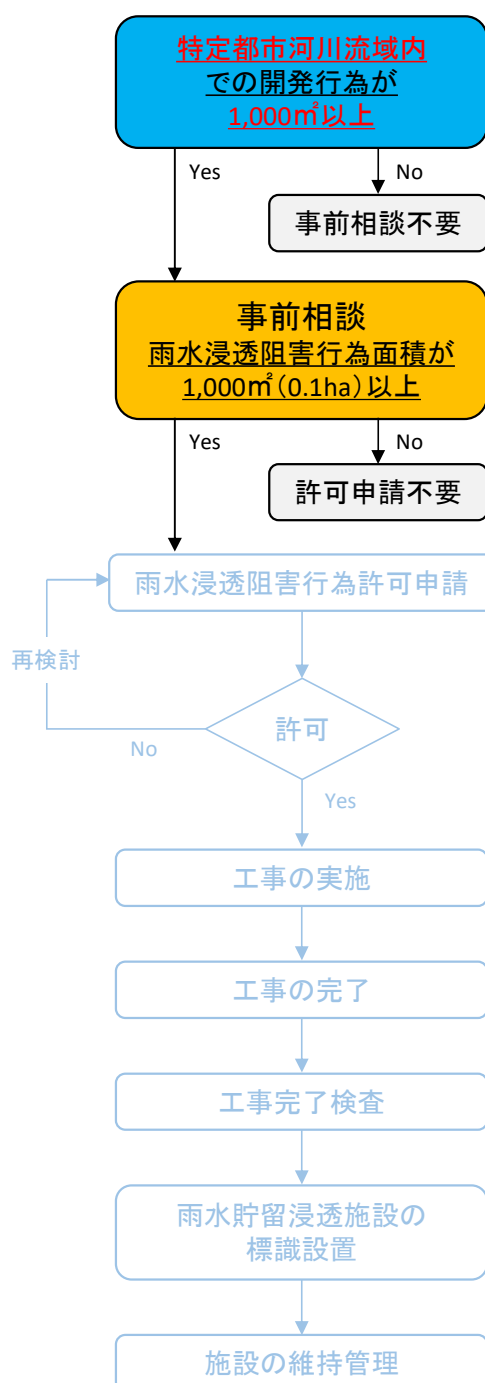 特定都市河川流域内
での開発行為が
1,000㎡以上
Yes
No
事前相談不要
事前相談
雨水浸透阻害行為面積が
1,000㎡(0.1ha)以上
Yes
No
許可申請不要
雨水浸透阻害行為許可申請
再検討
許可
No
Yes
工事の実施
工事の完了
工事完了検査
雨水貯留浸透施設の
標識設置
施設の維持管理